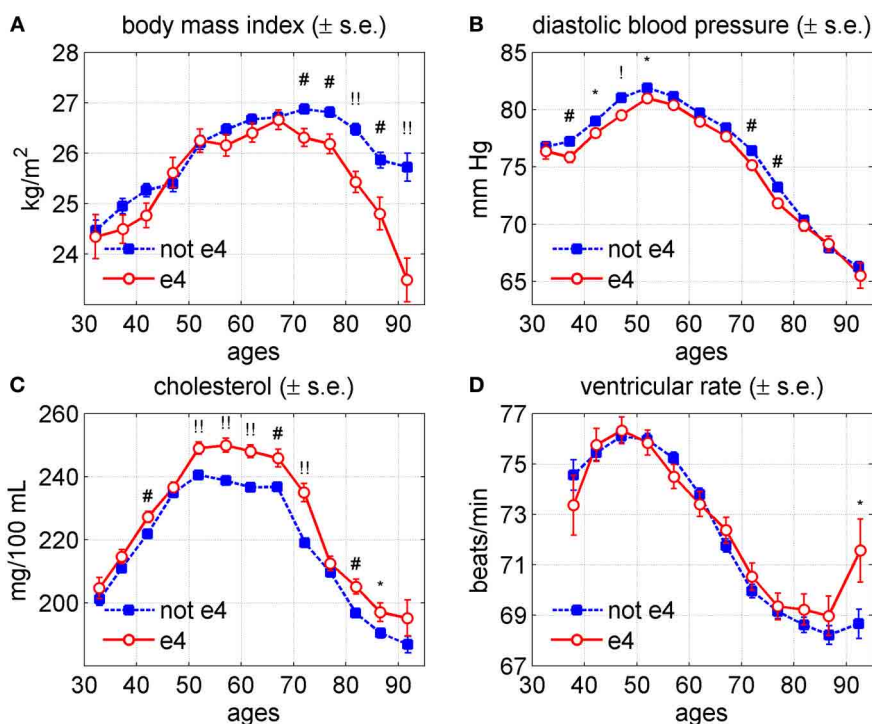 A body mass index (± s.e.)
28
27
26
25
24
kg/m²
# # !! # !!
not e4
e4
30 40 50 60 70 80 90
ages
B diastolic blood pressure (± s.e.)
85
80
75
70
65
mm Hg
# * ! * # #
not e4
e4
30 40 50 60 70 80 90
ages
C cholesterol (± s.e.)
260
240
220
200
mg/100 mL
# !! !! !! # !! # *
not e4
e4
30 40 50 60 70 80 90
ages
D ventricular rate (± s.e.)
77
75
73
71
69
67
beats/min
*
not e4
e4
30 40 50 60 70 80 90
ages